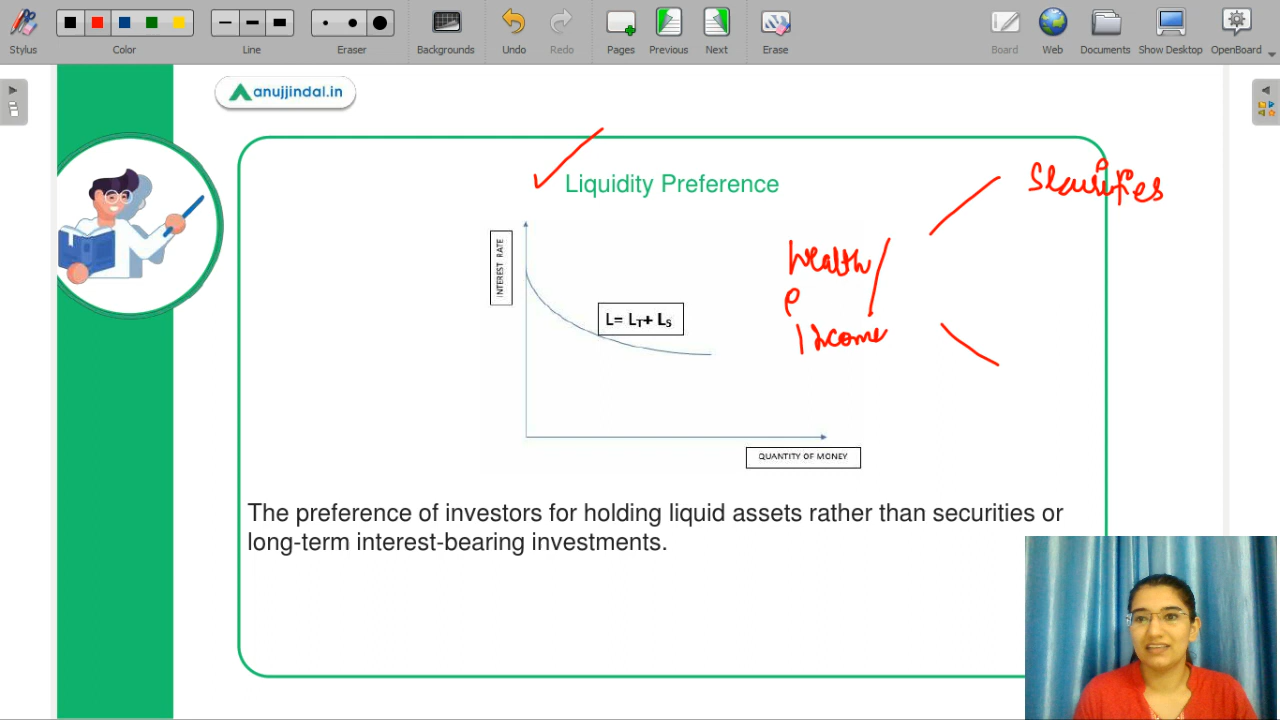 Stylus
Color
Line
Eraser
Backgrounds
Undo
Redo
Pages
Previous
Next
Erase
Board
Web
Documents
Show Desktop
OpenBoard
anujjindal.in
Liquidity Preference
Securities
INTEREST RATE
Wealth
Income
L= LT+ LS
QUANTITY OF MONEY
The preference of investors for holding liquid assets rather than securities or
long-term interest-bearing investments.